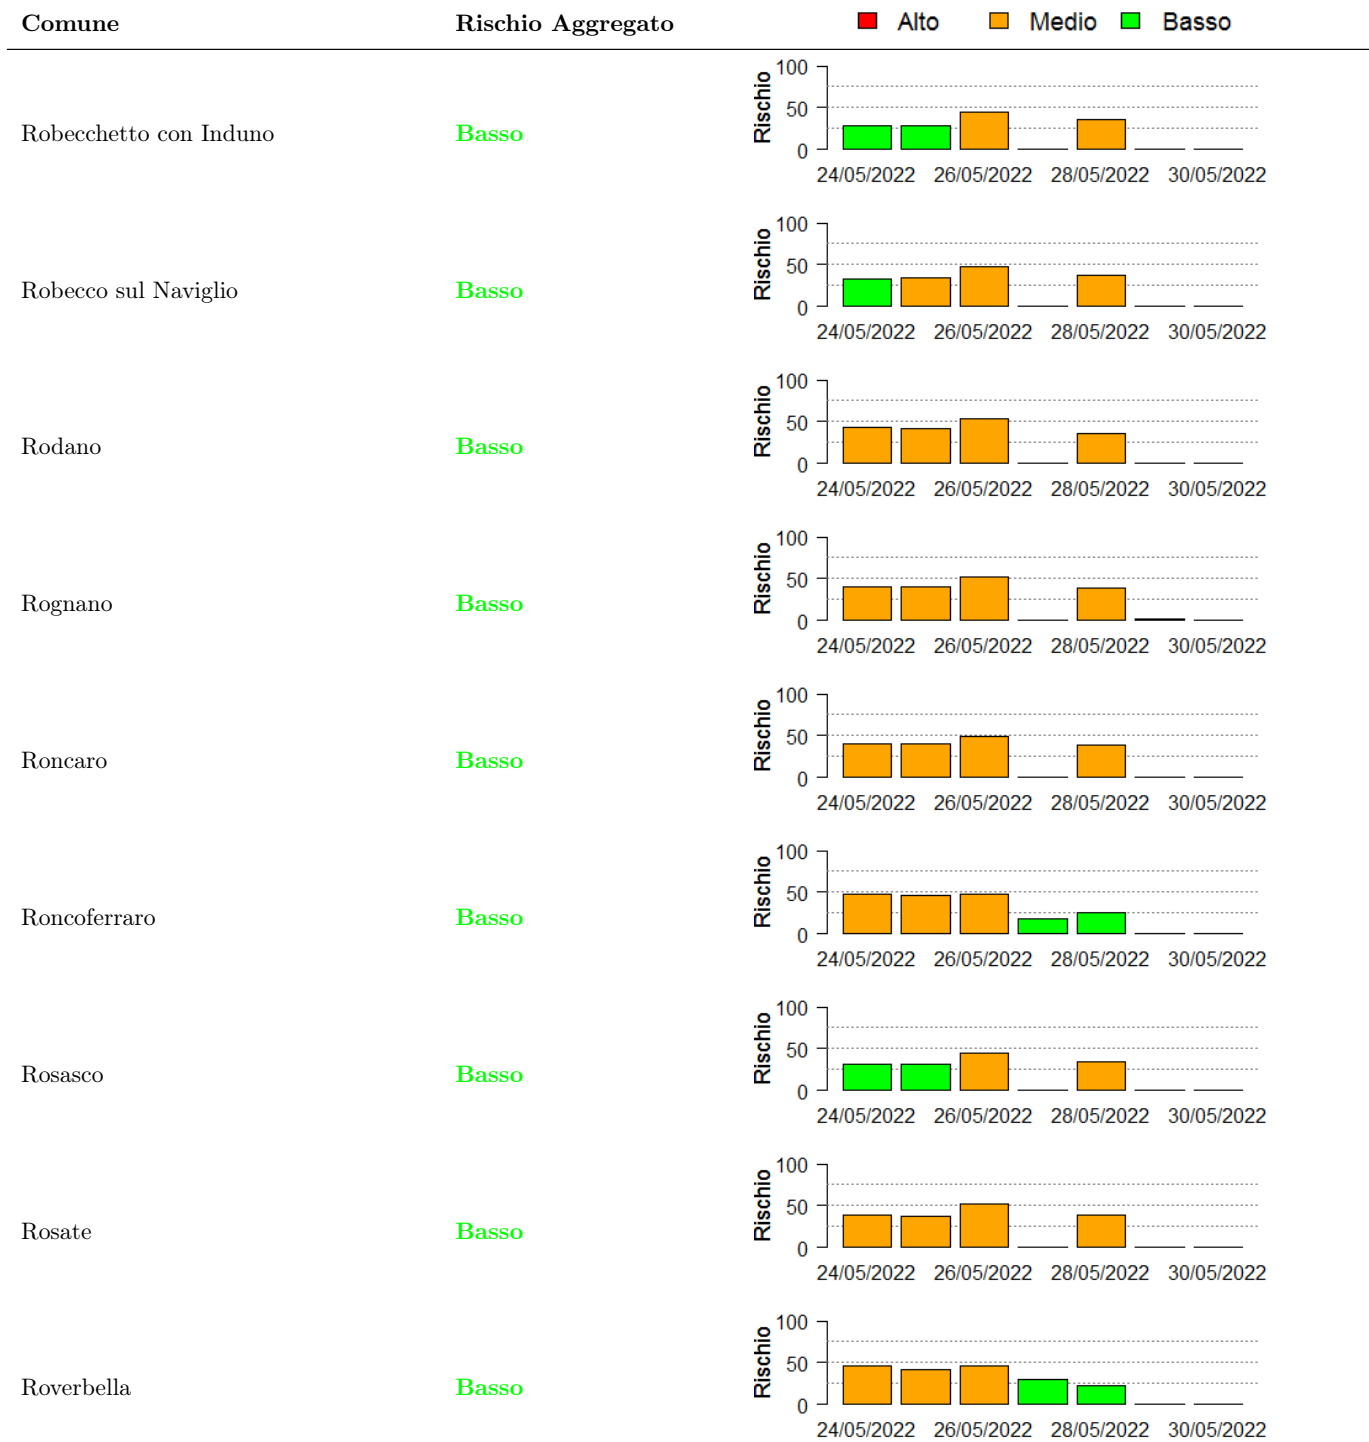 Comune Rischio Aggregato Alto Medio Basso
Robecchetto con Induno Basso
Rischio
100
50
0
24/05/2022 26/05/2022 28/05/2022 30/05/2022
Robecco sul Naviglio Basso
Rischio
100
50
0
24/05/2022 26/05/2022 28/05/2022 30/05/2022
Rodano Basso
Rischio
100
50
0
24/05/2022 26/05/2022 28/05/2022 30/05/2022
Rognano Basso
Rischio
100
50
0
24/05/2022 26/05/2022 28/05/2022 30/05/2022
Roncaro Basso
Rischio
100
50
0
24/05/2022 26/05/2022 28/05/2022 30/05/2022
Roncoferraro Basso
Rischio
100
50
0
24/05/2022 26/05/2022 28/05/2022 30/05/2022
Rosasco Basso
Rischio
100
50
0
24/05/2022 26/05/2022 28/05/2022 30/05/2022
Rosate Basso
Rischio
100
50
0
24/05/2022 26/05/2022 28/05/2022 30/05/2022
Roverbella Basso
Rischio
100
50
0
24/05/2022 26/05/2022 28/05/2022 30/05/2022